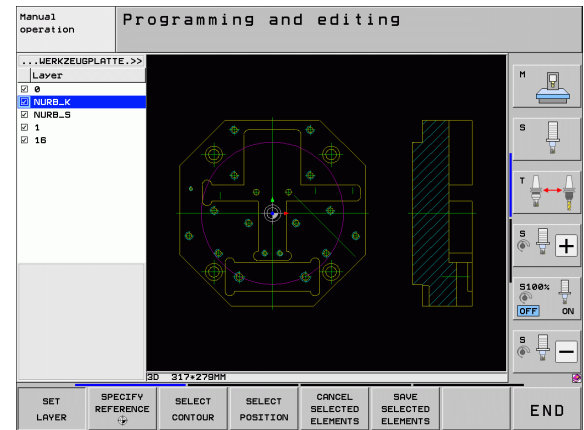 Manual
operation
Programming and editing
...WERKZEUGPLATTE.>>
Layer
0
NURB_K
NURB_S
1
16
M
S
T
S
S100%
OFF ON
S
3D 317*279MM
SET
LAYER
SPECIFY
REFERENCE
SELECT
CONTOUR
SELECT
POSITION
CANCEL
SELECTED
ELEMENTS
SAVE
SELECTED
ELEMENTS
END